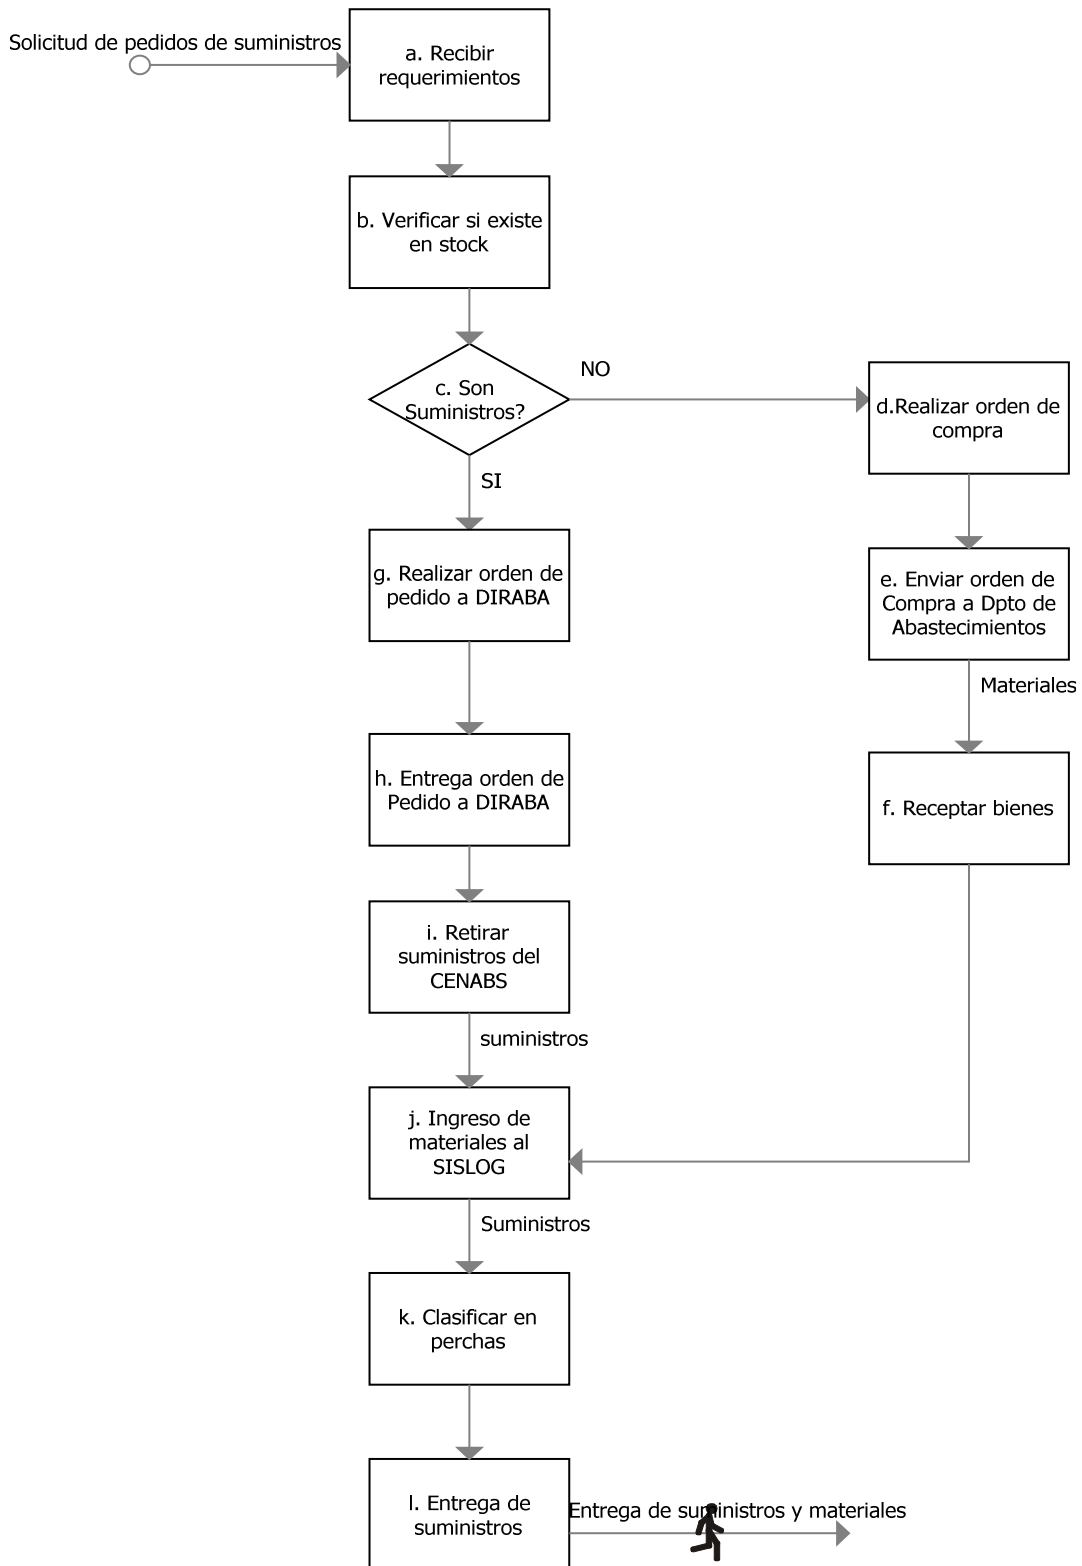 Solicitud de pedidos de suministros
a. Recibir
requerimientos
b. Verificar si existe
en stock
c. Son
Suministros?
NO
d.Realizar orden de
compra
SI
e. Enviar orden de
Compra a Dpto de
Abastecimientos
Materiales
f. Receptar bienes
g. Realizar orden de
pedido a DIRABA
h. Entrega orden de
Pedido a DIRABA
i. Retirar
suministros del
CENABS
suministros
j. Ingreso de
materiales al
SISLOG
Suministros
k. Clasificar en
perchas
l. Entrega de
suministros
Entrega de suministros y materiales